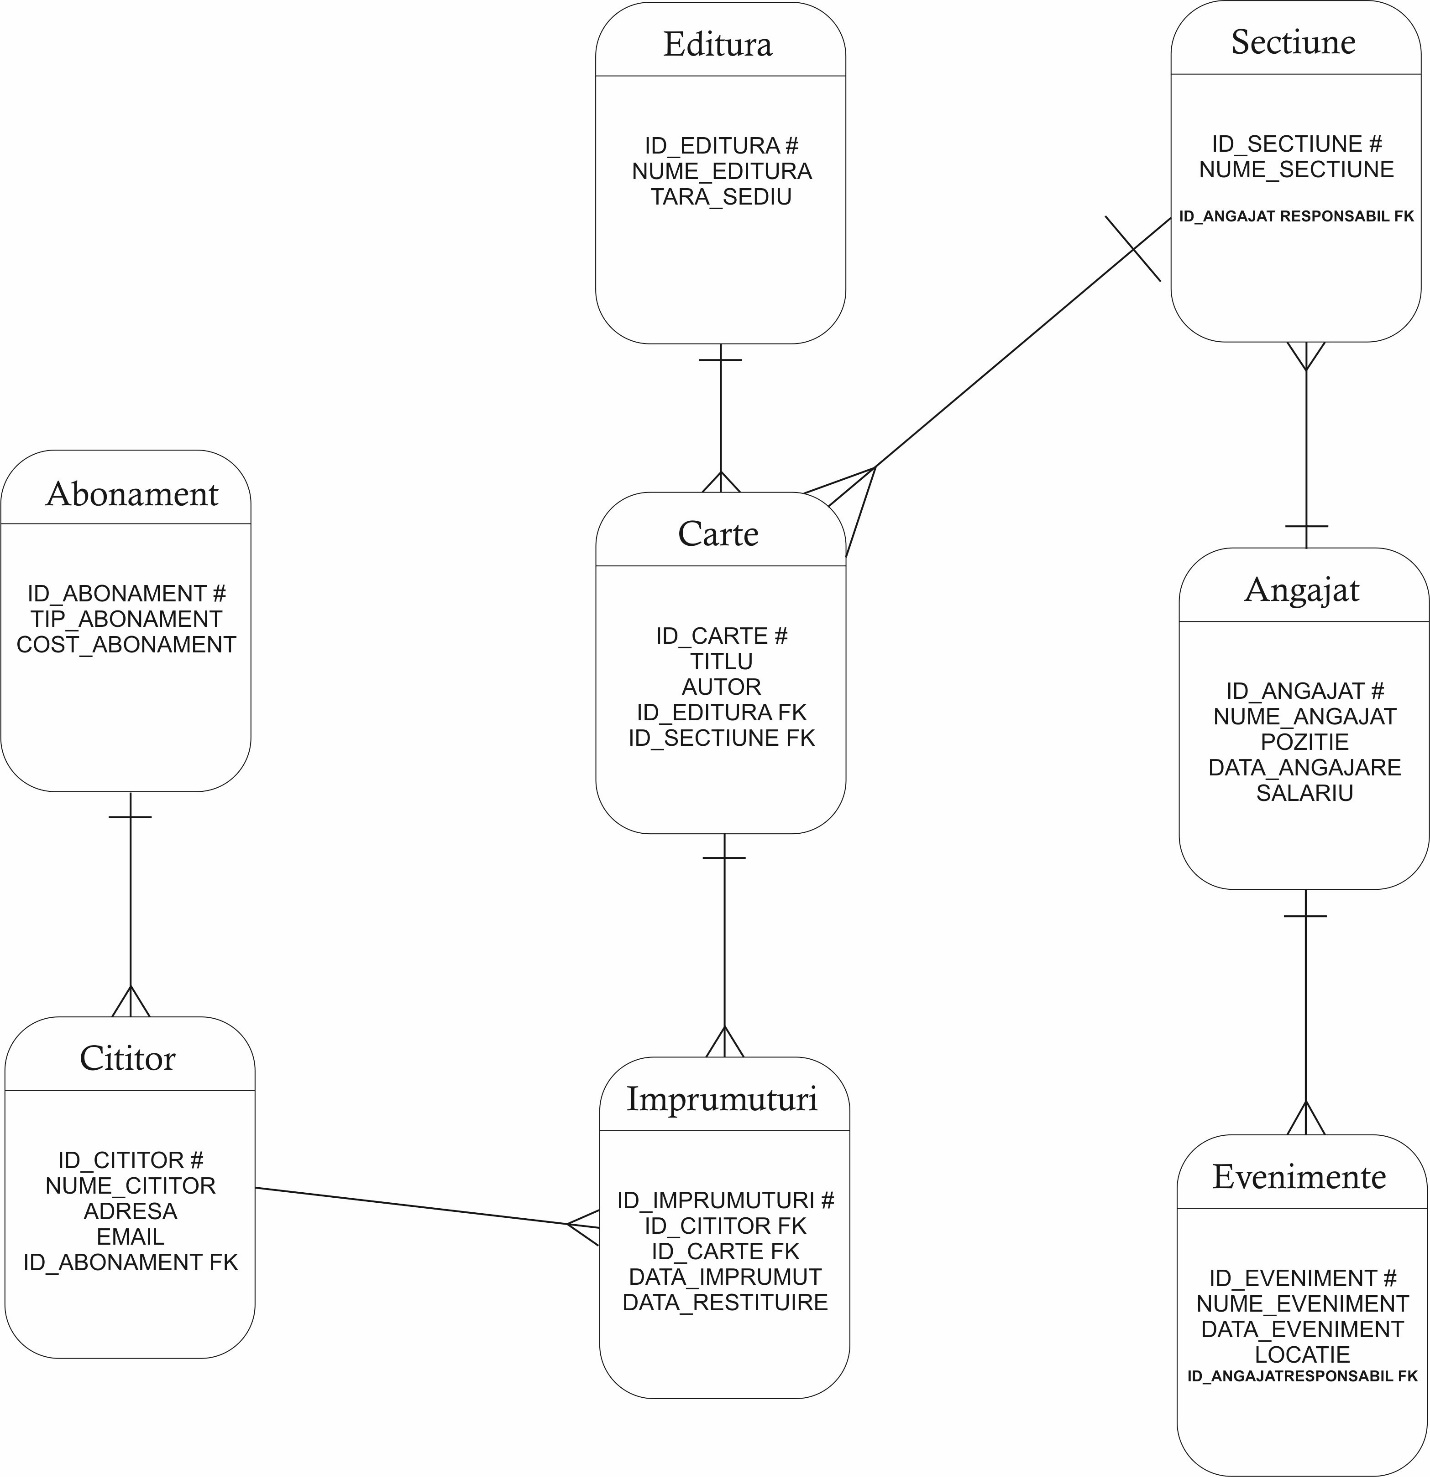 Editura
ID_EDITURA #
NUME_EDITURA
TARA_SEDIU
Sectiune
ID_SECTIUNE #
NUME_SECTIUNE
ID_ANGAJAT RESPONSABIL FK
Abonament
ID_ABONAMENT #
TIP_ABONAMENT
COST_ABONAMENT
Carte
ID_CARTE #
TITLU
AUTOR
ID_EDITURA FK
ID_SECTIUNE FK
Angajat
ID_ANGAJAT #
NUME_ANGAJAT
POZITIE
DATA_ANGAJARE
SALARIU
Cititor
ID_CITITOR #
NUME_CITITOR
ADRESA
EMAIL
ID_ABONAMENT FK
Imprumuturi
ID_IMPRUMUTURI #
ID_CITITOR FK
ID_CARTE FK
DATA_IMPRUMUT
DATA_RESTITUIRE
Evenimente
ID_EVENIMENT #
NUME_EVENIMENT
DATA_EVENIMENT
LOCATIE
ID_ANGAJATRESPONSABIL FK